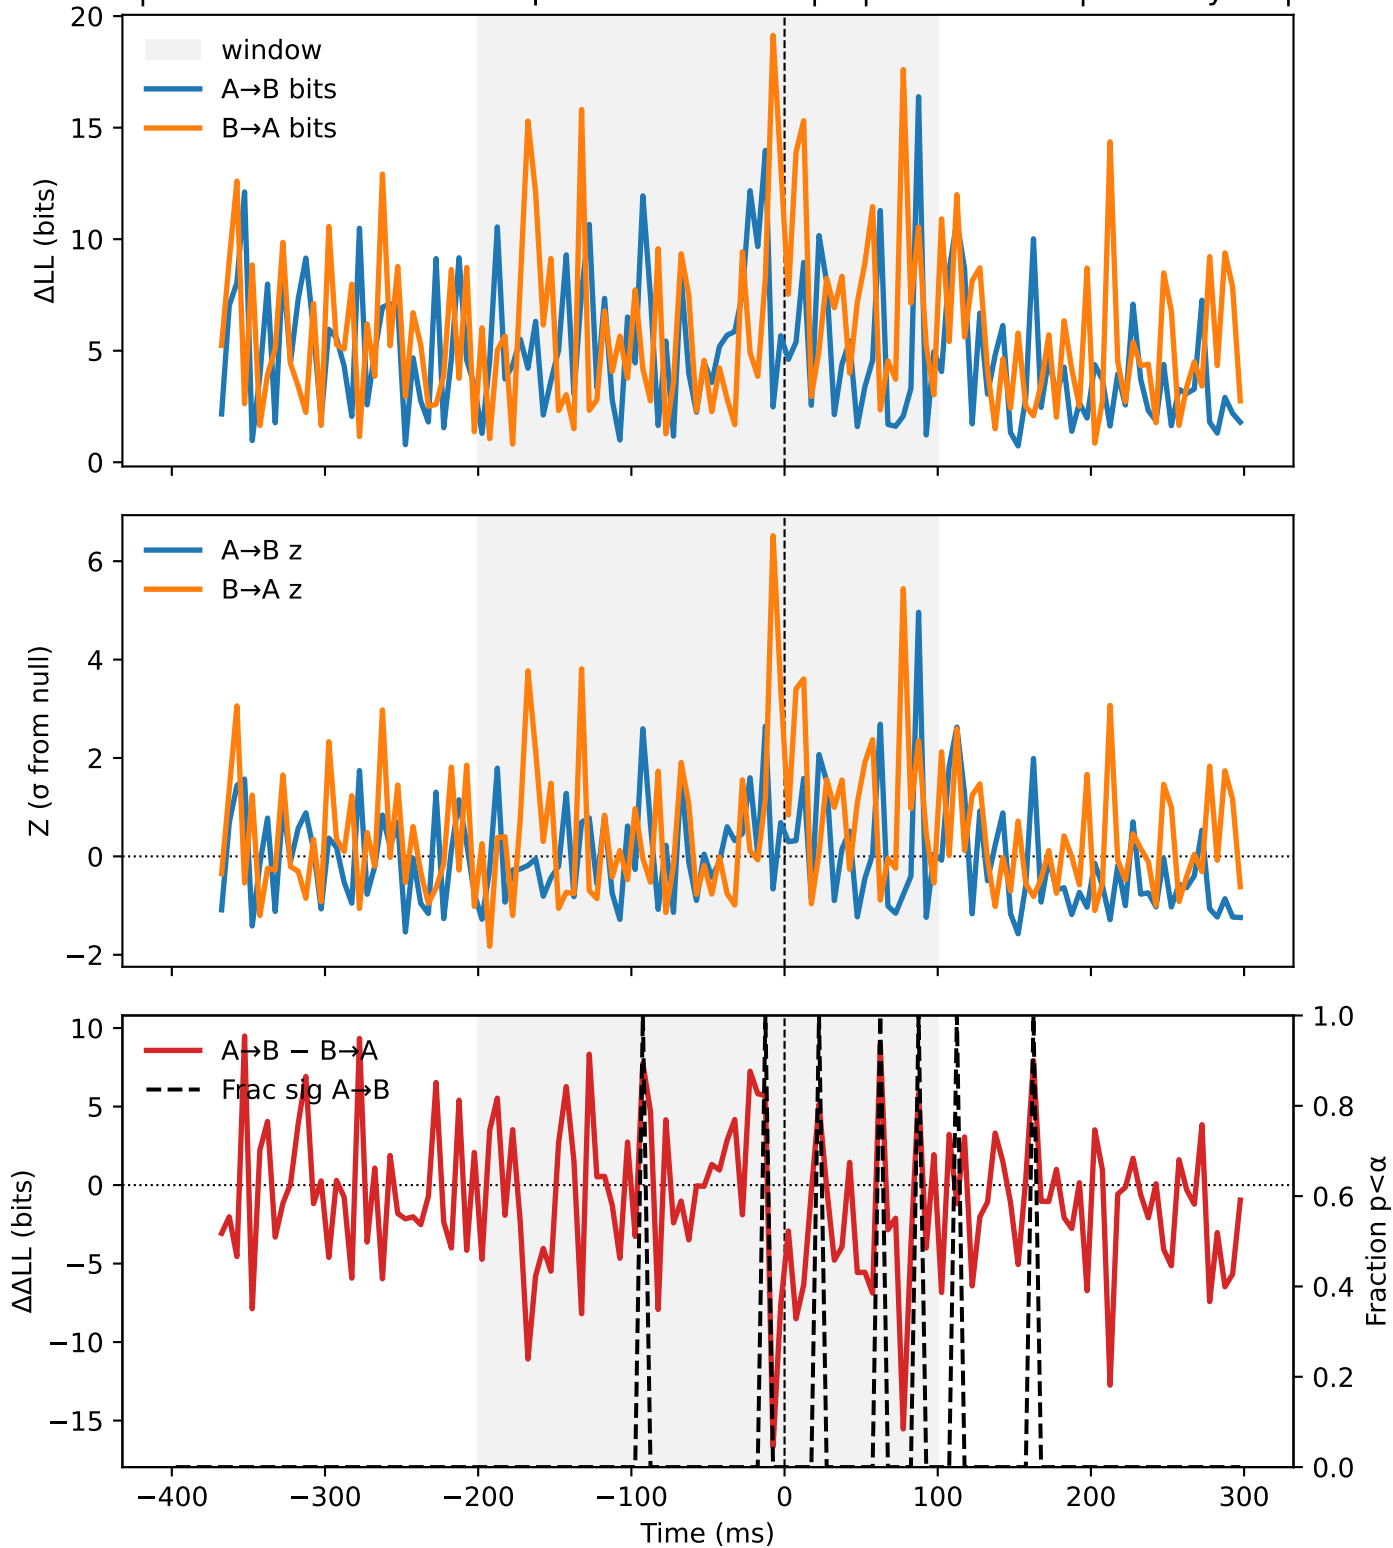 20
window
A→B bits
B→A bits
15
10
5
0
ΔLL (bits)
A→B z
B→A z
6
4
2
0
−2
Z (σ from null)
10
5
0
−5
−10
−15
ΔΔLL (bits)
A→B − B→A
Frac sig A→B
1.0
0.8
0.6
0.4
0.2
0.0
Fraction p<α
−400 −300 −200 −100 0 100 200 300
Time (ms)